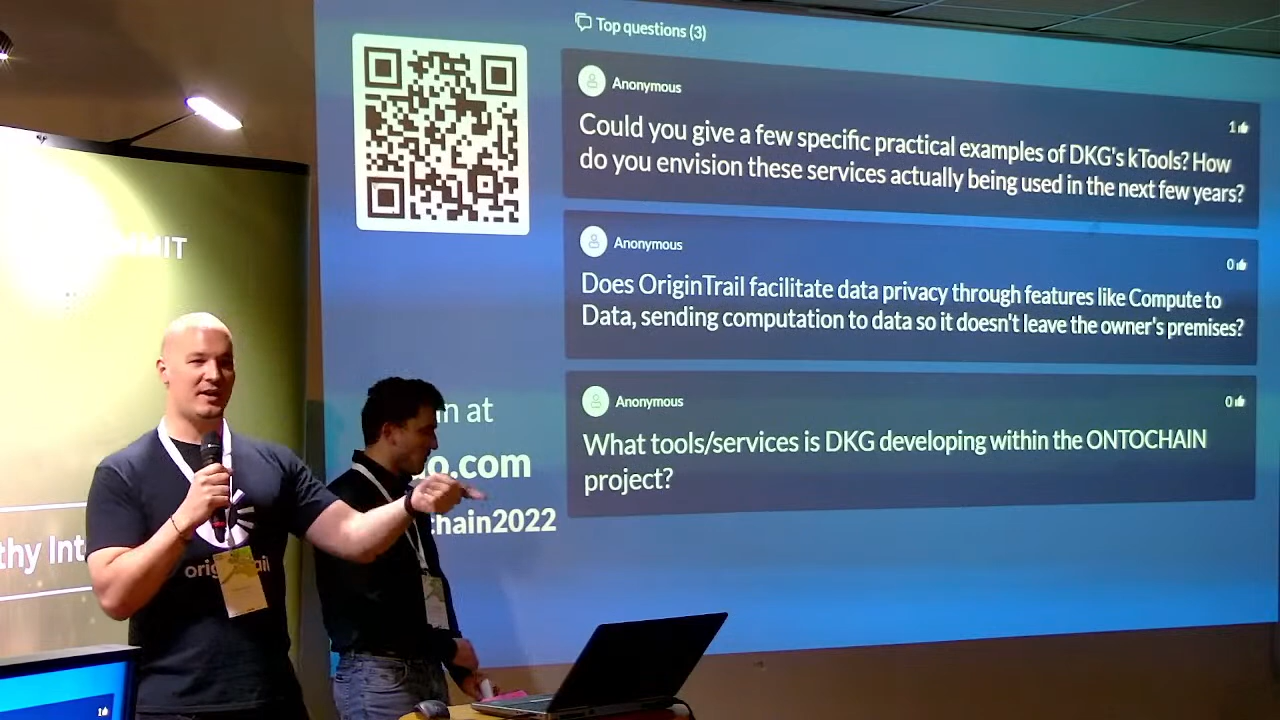 Top questions (3)
Anonymous
1
Could you give a few specific practical examples of DKG's kTools? How
do you envision these services actually being used in the next few years?
Anonymous
0
Does OriginTrail facilitate data privacy through features like Compute to
Data, sending computation to data so it doesn't leave the owner's premises?
Anonymous
0
What tools/services is DKG developing within the ONTOCHAIN
project?
n at
o.com
chain2022
MIT
thy Int
orig ail
1